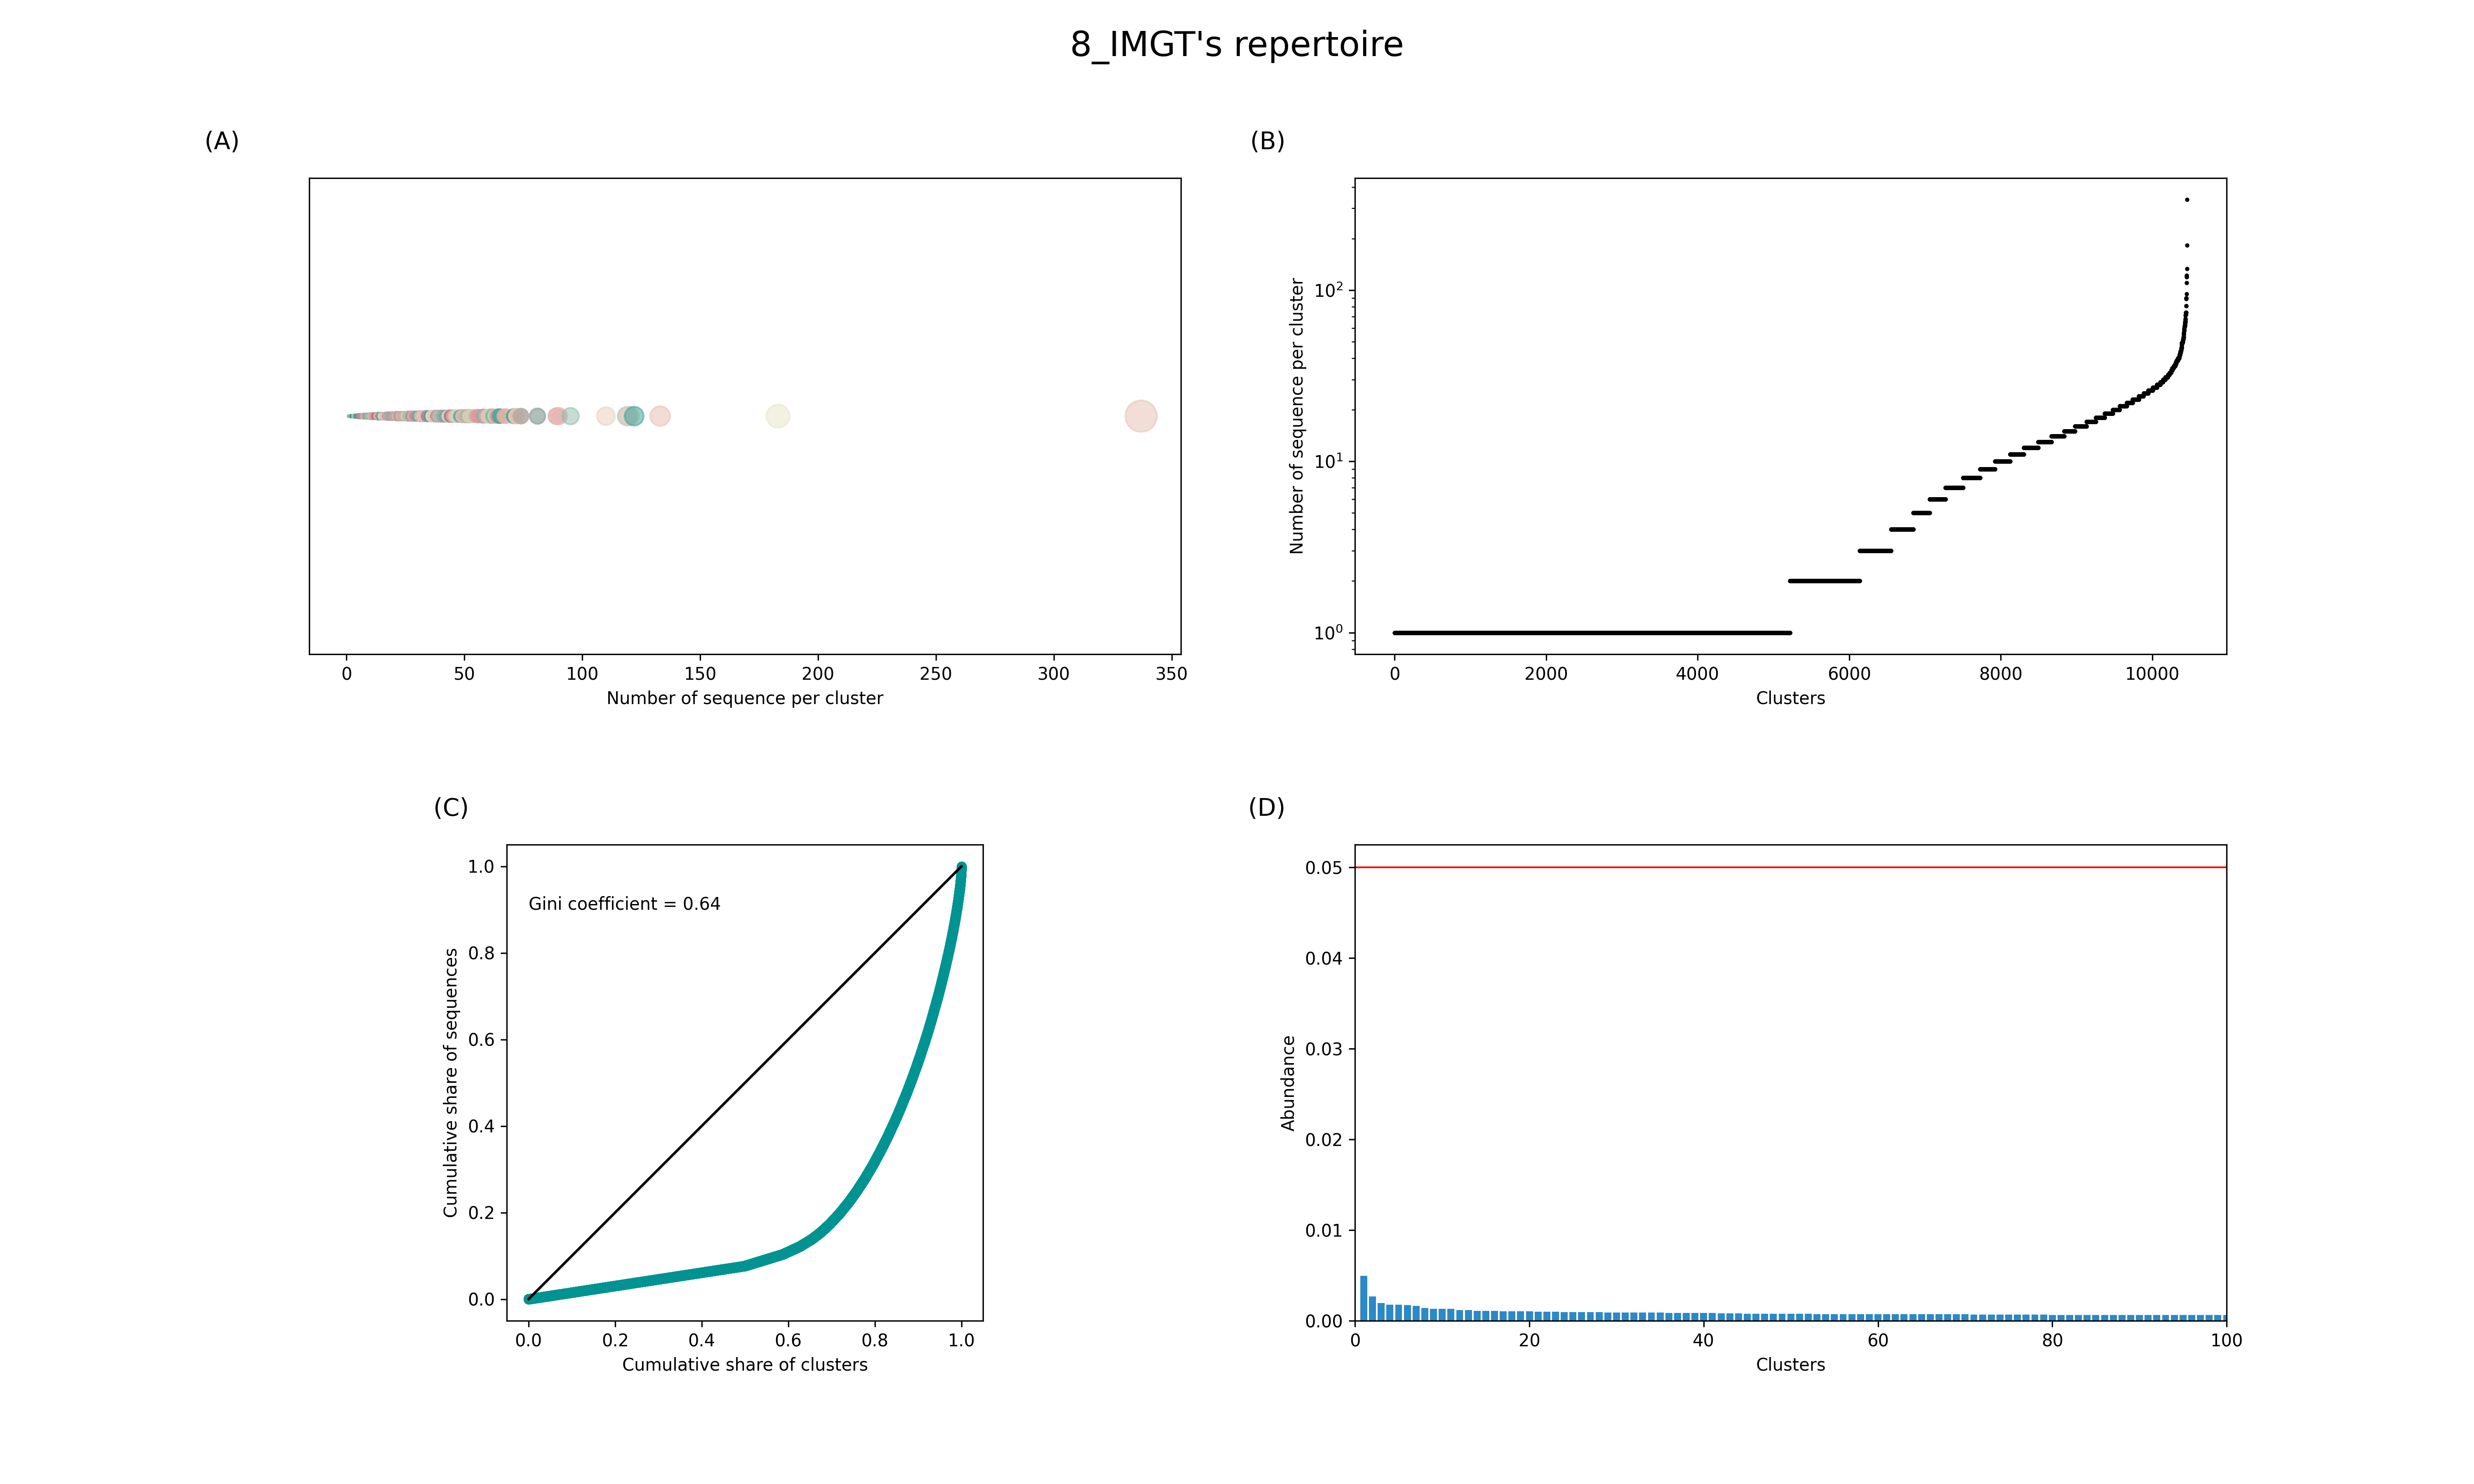 8_IMGT's repertoire
(A)
0 50 100 150 200 250 300 350
Number of sequence per cluster
(B)
Number of sequence per cluster
10²
10¹
10⁰
0 2000 4000 6000 8000 10000
Clusters
(C)
Gini coefficient = 0.64
Cumulative share of sequences
1.0
0.8
0.6
0.4
0.2
0.0
0.0 0.2 0.4 0.6 0.8 1.0
Cumulative share of clusters
(D)
Abundance
0.05
0.04
0.03
0.02
0.01
0.00
0 20 40 60 80 100
Clusters